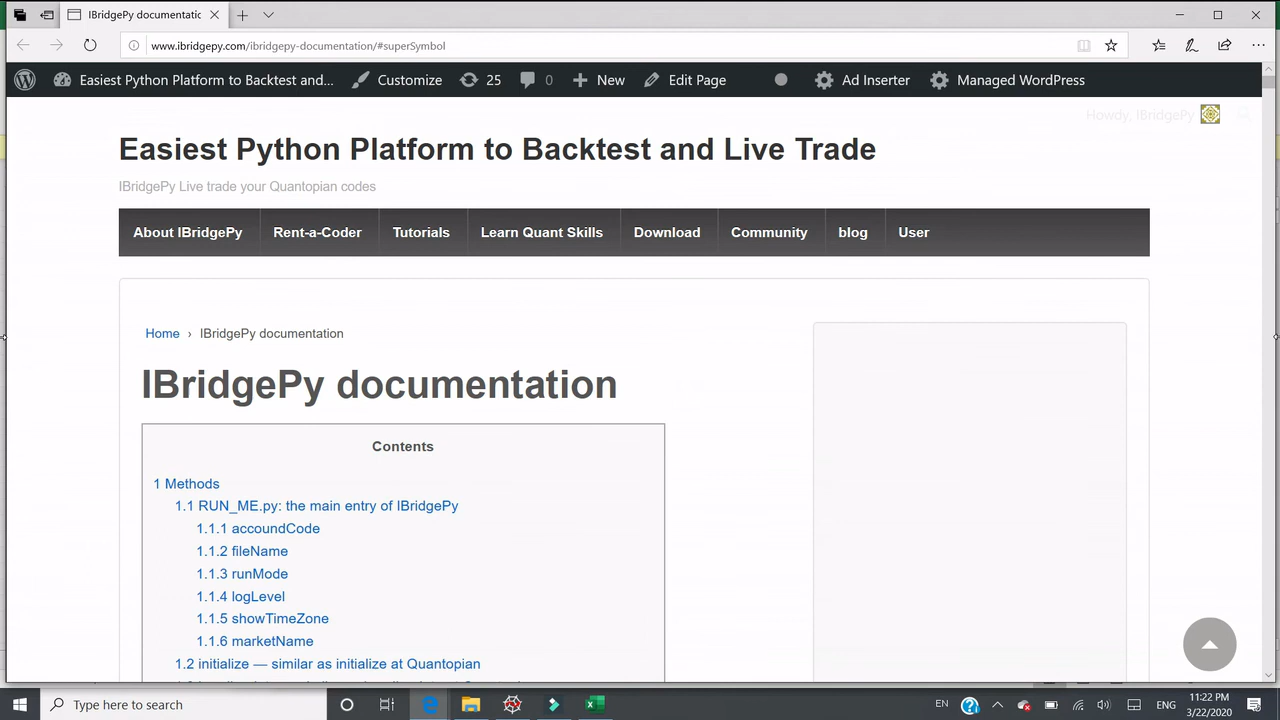 IBridgePy documentatic
www.ibridgepy.com/ibridgepy-documentation/#superSymbol
Easiest Python Platform to Backtest and... Customize 25 0 New Edit Page Ad Inserter Managed WordPress
Howdy, IBridgePy
Easiest Python Platform to Backtest and Live Trade
IBridgePy Live trade your Quantopian codes
About IBridgePy Rent-a-Coder Tutorials Learn Quant Skills Download Community blog User
Home › IBridgePy documentation
IBridgePy documentation
Contents
1 Methods
1.1 RUN_ME.py: the main entry of IBridgePy
1.1.1 accoundCode
1.1.2 fileName
1.1.3 runMode
1.1.4 logLevel
1.1.5 showTimeZone
1.1.6 marketName
1.2 initialize — similar as initialize at Quantopian
Type here to search
EN
ENG
11:22 PM
3/22/2020